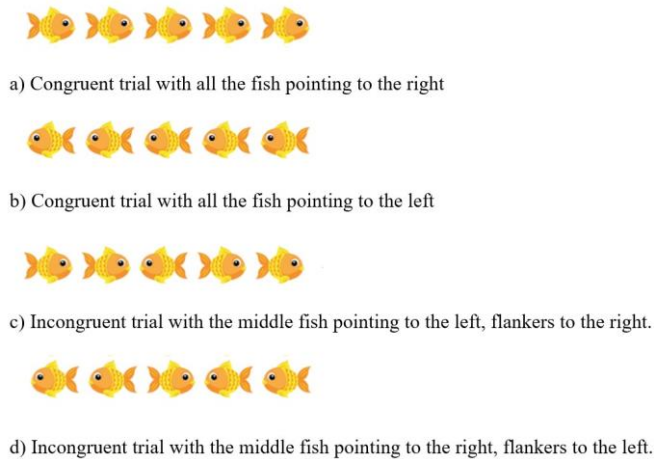 a) Congruent trial with all the fish pointing to the right
b) Congruent trial with all the fish pointing to the left
c) Incongruent trial with the middle fish pointing to the left, flankers to the right.
d) Incongruent trial with the middle fish pointing to the right, flankers to the left.